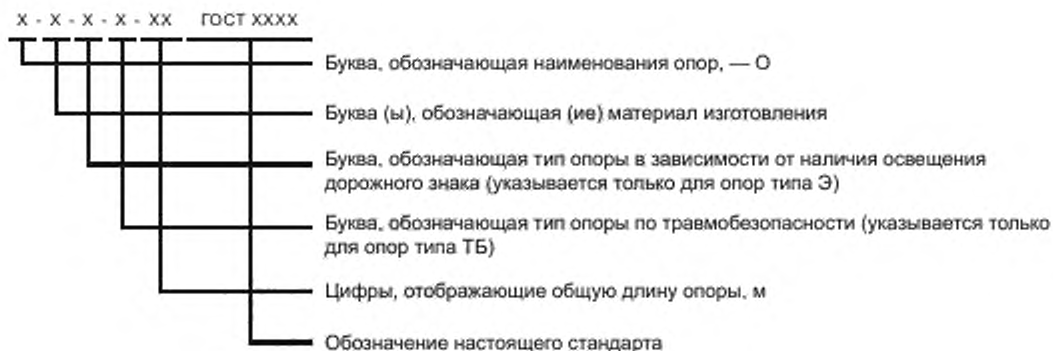 X - X - X - X - XX ГОСТ XXXX
Буква, обозначающая наименования опор, — О
Буква (ы), обозначающая (ие) материал изготовления
Буква, обозначающая тип опоры в зависимости от наличия освещения
дорожного знака (указывается только для опор типа Э)
Буква, обозначающая тип опоры по травмобезопасности (указывается только
для опор типа ТБ)
Цифры, отображающие общую длину опоры, м
Обозначение настоящего стандарта